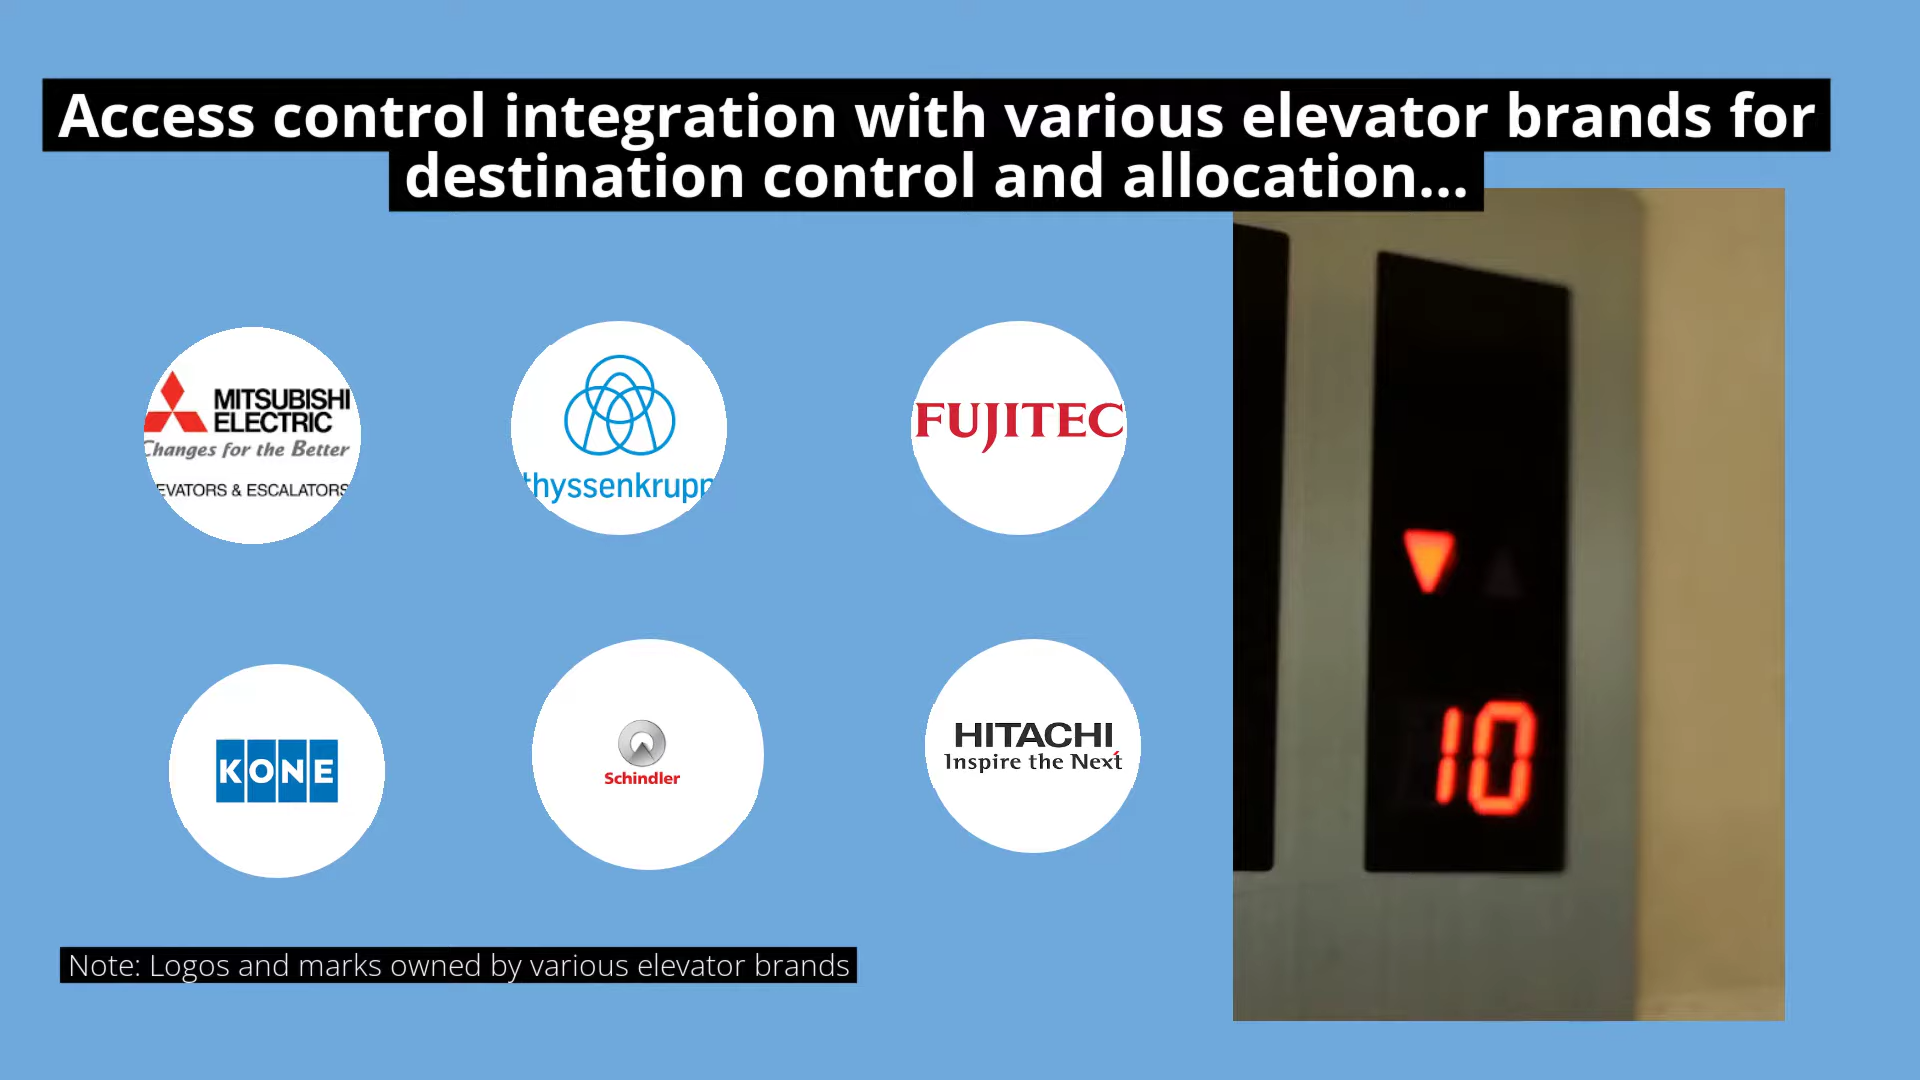 Access control integration with various elevator brands for
destination control and allocation...
MITSUBISHI
ELECTRIC
Changes for the Better
EVATORS & ESCALATORS
thyssenkrupp
FUJITEC
KONE
Schindler
HITACHI
Inspire the Next
10
Note: Logos and marks owned by various elevator brands